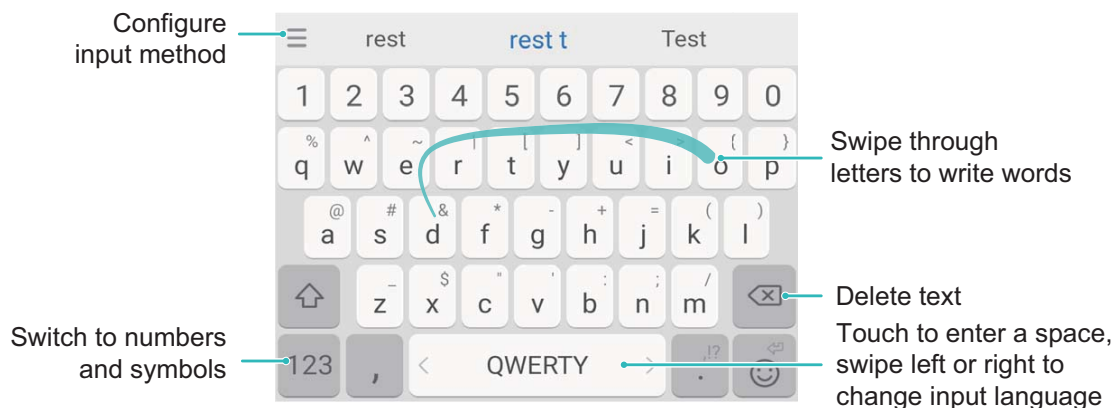 Configure
input method
rest rest t Test
1 2 3 4 5 6 7 8 9 0
% ^ ~ | [ ] < > { }
q w e r t y u i o p
@ # & * - + = ( )
a s d f g h j k l
Swipe through
letters to write words
_ $ " ' : ; /
z x c v b n m
Delete text
Switch to numbers
and symbols
123 , < QWERTY > ,!? .
Touch to enter a space,
swipe left or right to
change input language